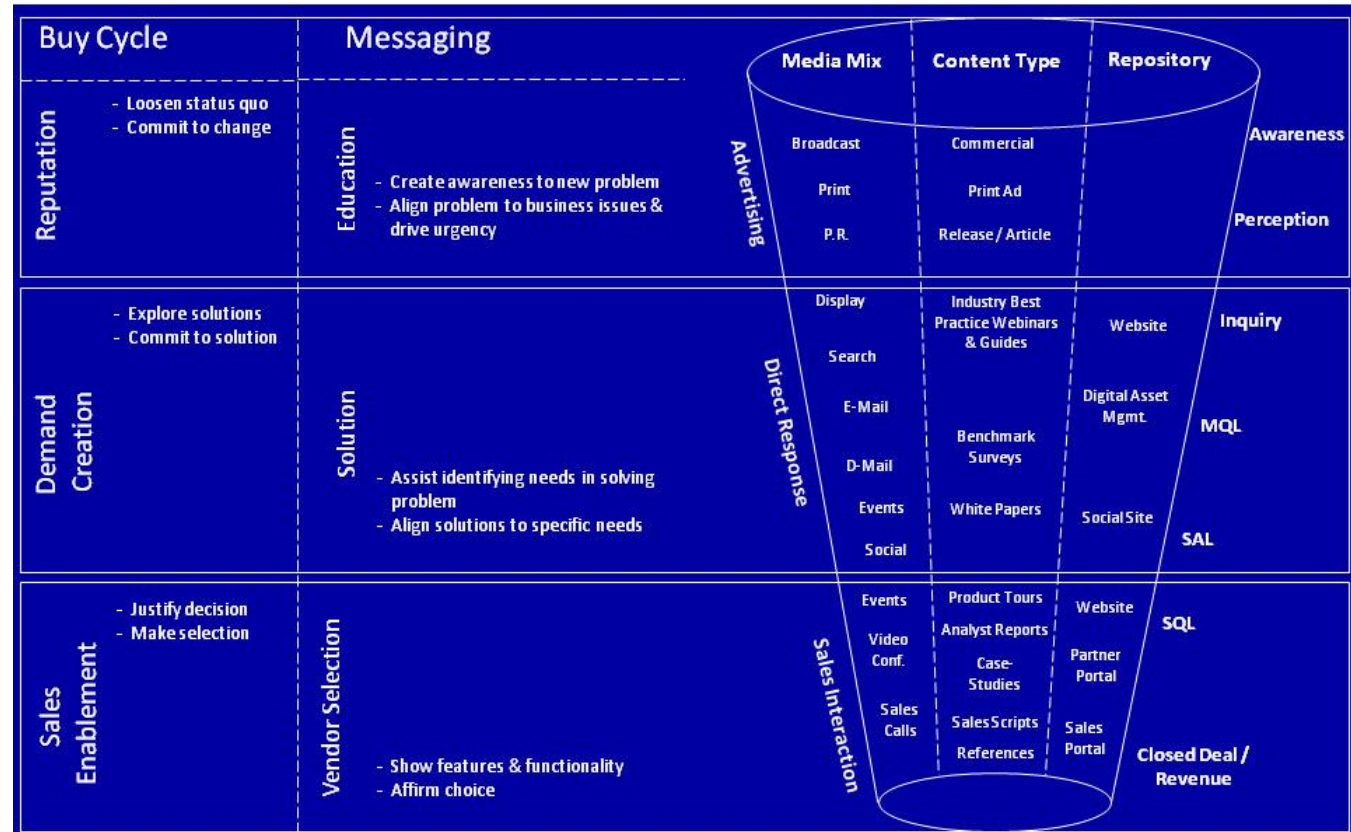 Buy Cycle
Messaging
Media Mix
Content Type
Repository
Reputation
- Loosen status quo
- Commit to change
Education
- Create awareness to new problem
- Align problem to business issues &
drive urgency
Advertising
Broadcast
Commercial
Print
Print Ad
P.R.
Release / Article
Awareness
Perception
Demand
Creation
- Explore solutions
- Commit to solution
Solution
- Assist identifying needs in solving
problem
- Align solutions to specific needs
Direct Response
Display
Search
E-Mail
D-Mail
Events
Social
Industry Best
Practice Webinars
& Guides
Benchmark
Surveys
White Papers
Website
Digital Asset
Mgmt.
Social Site
Inquiry
MQL
SAL
Sales
Enablement
- Justify decision
- Make selection
Vendor Selection
- Show features & functionality
- Affirm choice
Sales Interaction
Events
Video
Conf.
Sales
Calls
Product Tours
Analyst Reports
Case-
Studies
Sales Scripts
References
Website
Partner
Portal
Sales
Portal
SQL
Closed Deal /
Revenue